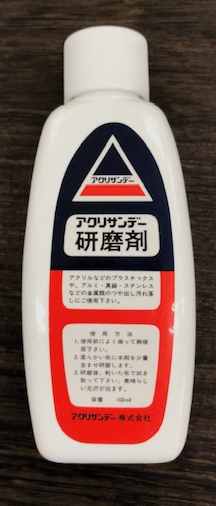 アクリサンデー
アクリサンデー
研磨剤
アクリルなどのプラスチックス
や、アルミ・真鍮・ステンレス
などの金属類のつや出し汚れ落
しにご使用下さい。
使用方法
1.使用前によく振って御使
用下さい。
2.柔らかい布に本剤を少量
含ませ研磨します。
3.研磨後、乾いた布で拭き
取って下さい。素晴らし
い光沢が出ます。
容量 100ml
アクリサンデー株式会社